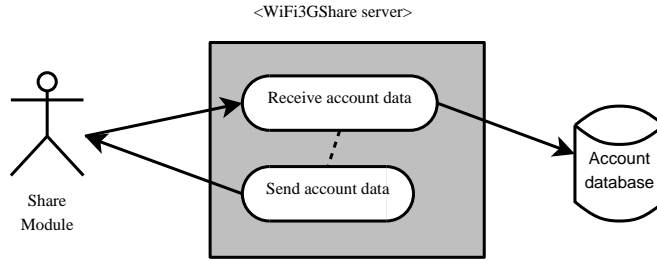 <WiFi3GShare server>
Receive account data
Send account data
Share
Module
Account
database